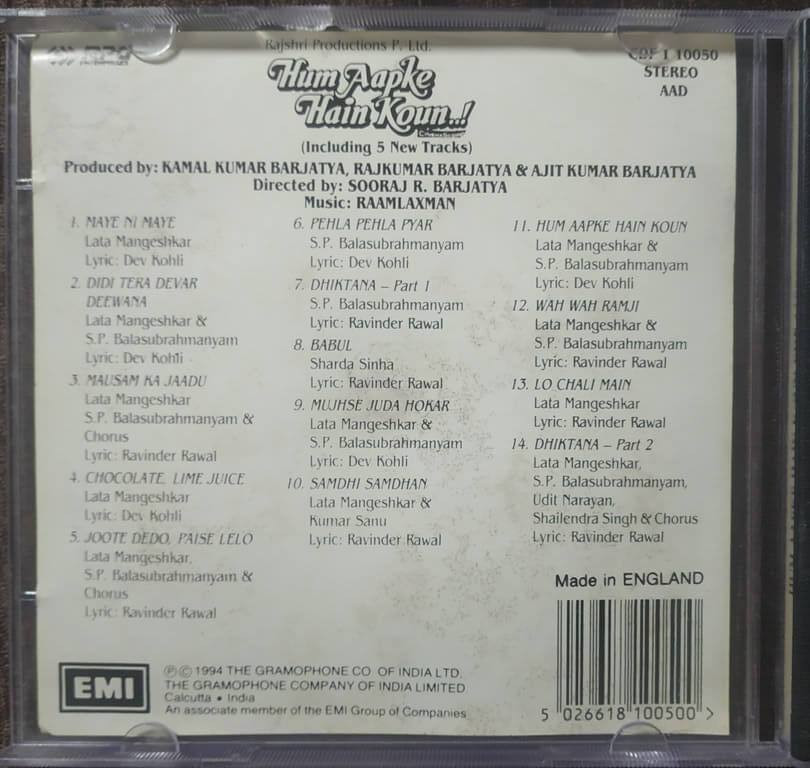 RPG
Rajshri Productions P. Ltd.
CDF 1 10050
STEREO
AAD
Hum Aapke
Hain Koun..!
(Including 5 New Tracks)
Produced by: KAMAL KUMAR BARJATYA, RAJKUMAR BARJATYA & AJIT KUMAR BARJATYA
Directed by: SOORAJ R. BARJATYA
Music: RAAMLAXMAN
1. MAYE NI MAYE
Lata Mangeshkar
Lyric: Dev Kohli
2. DIDI TERA DEVAR
DEEWANA
Lata Mangeshkar &
S.P. Balasubrahmanyam
Lyric: Dev Kohli
3. MAUSAM KA JAADU
Lata Mangeshkar
S.P. Balasubrahmanyam &
Chorus
Lyric: Ravinder Rawal
4. CHOCOLATE, LIME JUICE
Lata Mangeshkar
Lyric: Dev Kohli
5. JOOTE DEDO, PAISE LELO
Lata Mangeshkar,
S.P. Balasubrahmanyam &
Chorus
Lyric: Ravinder Rawal
6. PEHLA PEHLA PYAR
S.P. Balasubrahmanyam
Lyric: Dev Kohli
7. DHIKTANA – Part 1
S.P. Balasubrahmanyam
Lyric: Ravinder Rawal
8. BABUL
Sharda Sinha
Lyric: Ravinder Rawal
9. MUJHSE JUDA HOKAR
Lata Mangeshkar &
S.P. Balasubrahmanyam
Lyric: Dev Kohli
10. SAMDHI SAMDHAN
Lata Mangeshkar &
Kumar Sanu
Lyric: Ravinder Rawal
11. HUM AAPKE HAIN KOUN
Lata Mangeshkar &
S.P. Balasubrahmanyam
Lyric: Dev Kohli
12. WAH WAH RAMJI
Lata Mangeshkar &
S.P. Balasubrahmanyam
Lyric: Ravinder Rawal
13. LO CHALI MAIN
Lata Mangeshkar
Lyric: Ravinder Rawal
14. DHIKTANA – Part 2
Lata Mangeshkar,
S.P. Balasubrahmanyam,
Udit Narayan,
Shailendra Singh & Chorus
Lyric: Ravinder Rawal
Made in ENGLAND
5 026618 100500 >
EMI
Ⓟ © 1994 THE GRAMOPHONE CO OF INDIA LTD.
THE GRAMOPHONE COMPANY OF INDIA LIMITED
Calcutta • India
An associate member of the EMI Group of Companies